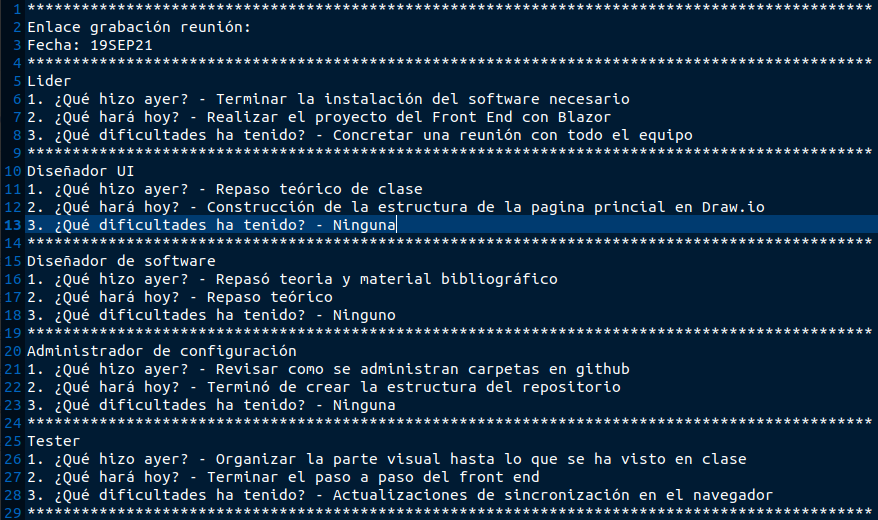 1 **********************************************************************************************
2 Enlace grabación reunión:
3 Fecha: 19SEP21
4 **********************************************************************************************
5 Lider
6 1. ¿Qué hizo ayer? - Terminar la instalación del software necesario
7 2. ¿Qué hará hoy? - Realizar el proyecto del Front End con Blazor
8 3. ¿Qué dificultades ha tenido? - Concretar una reunión con todo el equipo
9 **********************************************************************************************
10 Diseñador UI
11 1. ¿Qué hizo ayer? - Repaso teórico de clase
12 2. ¿Qué hará hoy? - Construcción de la estructura de la pagina princial en Draw.io
13 3. ¿Qué dificultades ha tenido? - Ninguna
14 **********************************************************************************************
15 Diseñador de software
16 1. ¿Qué hizo ayer? - Repasó teoria y material bibliográfico
17 2. ¿Qué hará hoy? - Repaso teórico
18 3. ¿Qué dificultades ha tenido? - Ninguno
19 **********************************************************************************************
20 Administrador de configuración
21 1. ¿Qué hizo ayer? - Revisar como se administran carpetas en github
22 2. ¿Qué hará hoy? - Terminó de crear la estructura del repositorio
23 3. ¿Qué dificultades ha tenido? - Ninguna
24 **********************************************************************************************
25 Tester
26 1. ¿Qué hizo ayer? - Organizar la parte visual hasta lo que se ha visto en clase
27 2. ¿Qué hará hoy? - Terminar el paso a paso del front end
28 3. ¿Qué dificultades ha tenido? - Actualizaciones de sincronización en el navegador
29 **********************************************************************************************